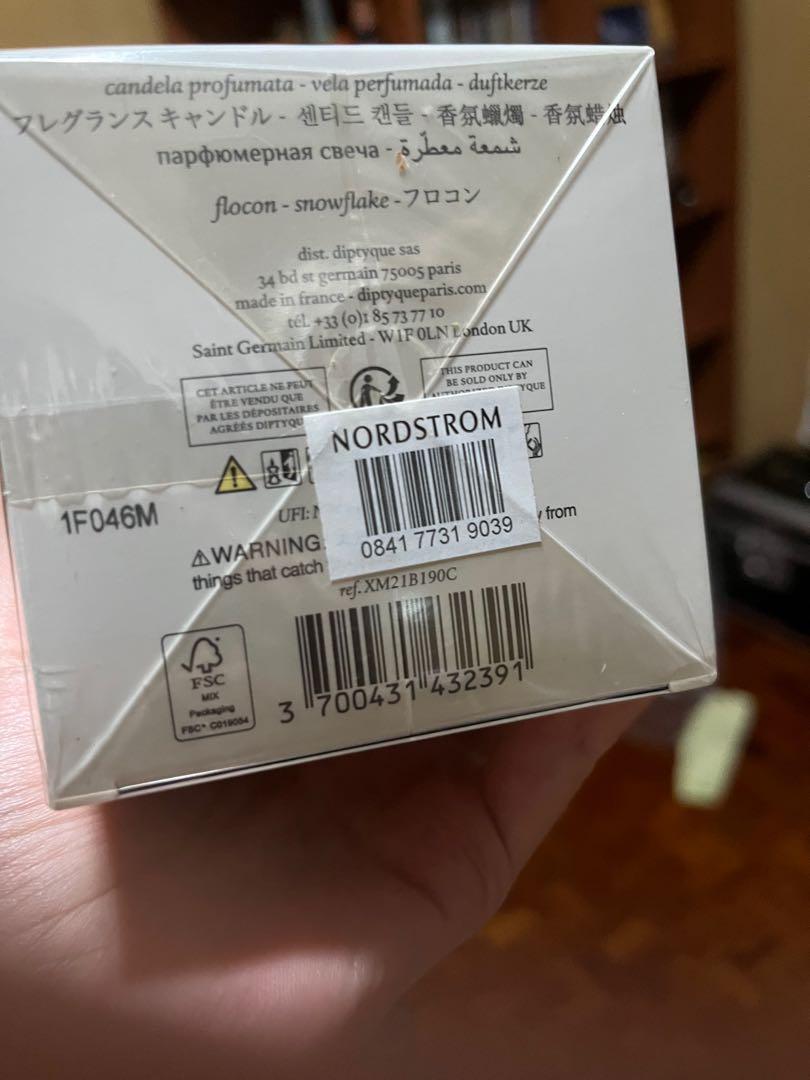 candela profumata - vela perfumada - duftkerze
フレグランス キャンドル - 센티드 캔들 - 香氛蠟燭 - 香氛蜡烛
парфюмерная свеча - شمعة معطّرة
flocon - snowflake - フロコン
dist. diptyque sas
34 bd st germain 75005 paris
made in france - diptyqueparis.com
tél. +33 (0)1 85 73 77 10
Saint Germain Limited - W1F 0LN London UK
CET ARTICLE NE PEUT
ÊTRE VENDU QUE
PAR LES DÉPOSITAIRES
AGRÉÉS DIPTYQUE
THIS PRODUCT CAN
BE SOLD ONLY BY
NORDSTROM
0841 7731 9039
1F046M
UFI:
WARNING
from
things that catch
ref. XM21B190C
FSC
MIX
Packaging
FSC® C019054
3 700431 432391